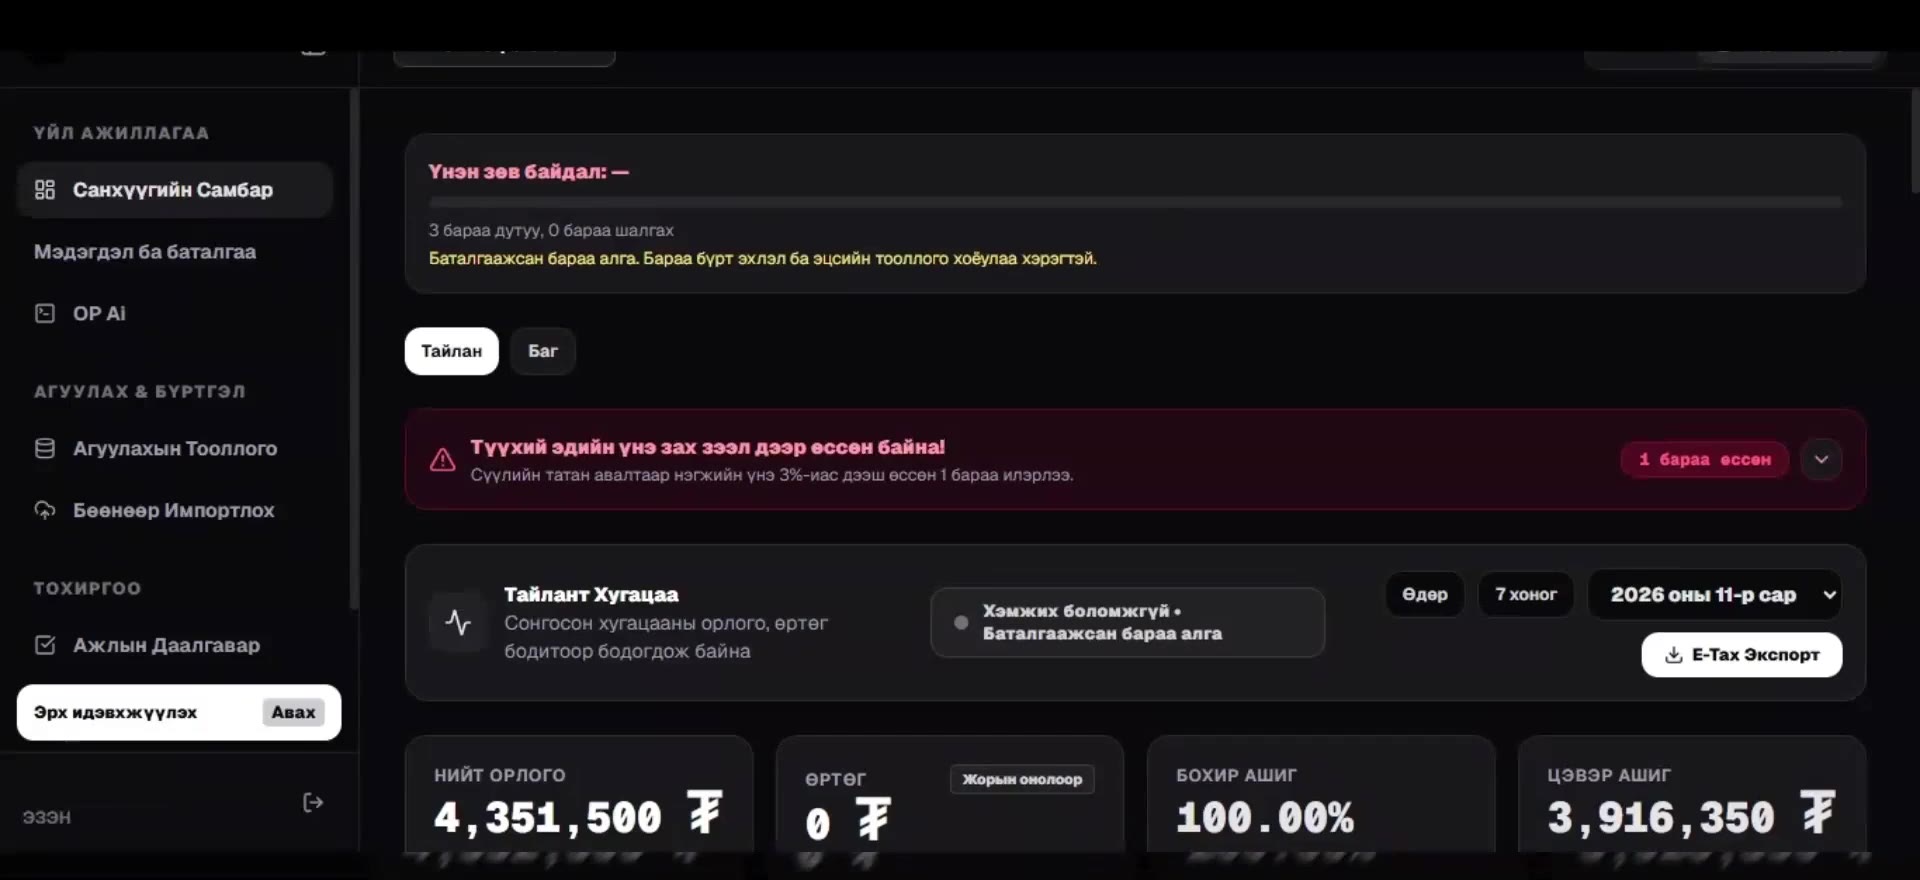 ҮЙЛ АЖИЛЛАГАА
Санхүүгийн Самбар
Мэдэгдэл ба баталгаа
OP Ai
АГУУЛАХ & БҮРТГЭЛ
Агуулахын Тооллого
Бөөнөөр Импортлох
ТОХИРГОО
Ажлын Даалгавар
Эрх идэвхжүүлэх
Авах
ЭЗЭН
Үнэн зөв байдал: —
3 бараа дутуу, 0 бараа шалгах
Баталгаажсан бараа алга. Бараа бүрт эхлэл ба эцсийн тооллого хоёулаа хэрэгтэй.
Тайлан
Баг
Түүхий эдийн үнэ зах зээл дээр өссөн байна!
Сүүлийн татан авалтаар нэгжийн үнэ 3%-иас дээш өссөн 1 бараа илэрлээ.
1 бараа өссөн
Тайлант Хугацаа
Сонгосон хугацааны орлого, өртөг
бодитоор бодогдож байна
Хэмжих боломжгүй •
Баталгаажсан бараа алга
Өдөр
7 хоног
2026 оны 11-р сар
E-Tax Экспорт
НИЙТ ОРЛОГО
4,351,500 ₮
ӨРТӨГ
Жорын онолоор
0 ₮
БОХИР АШИГ
100.00%
ЦЭВЭР АШИГ
3,916,350 ₮